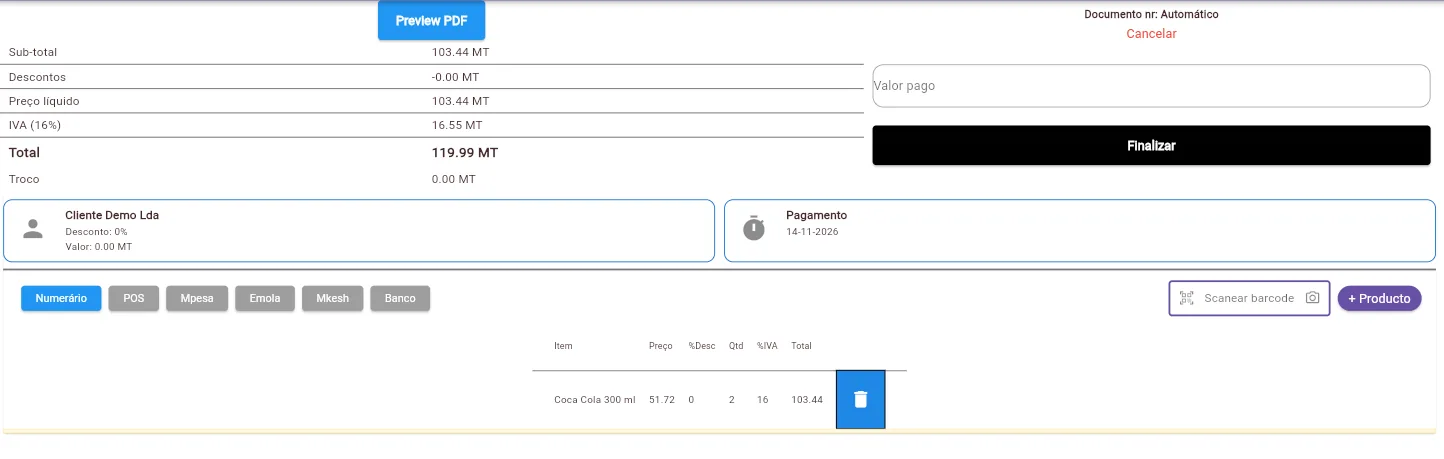 Preview PDF
Documento nr: Automático
Cancelar
Sub-total 103.44 MT
Descontos -0.00 MT
Preço líquido 103.44 MT
IVA (16%) 16.55 MT
Total 119.99 MT
Troco 0.00 MT
Valor pago
Finalizar
Cliente Demo Lda
Desconto: 0%
Valor: 0.00 MT
Pagamento
14-11-2026
Numerário POS Mpesa Emola Mkesh Banco
Scanear barcode
+ Producto
Item Preço %Desc Qtd %IVA Total
Coca Cola 300 ml 51.72 0 2 16 103.44